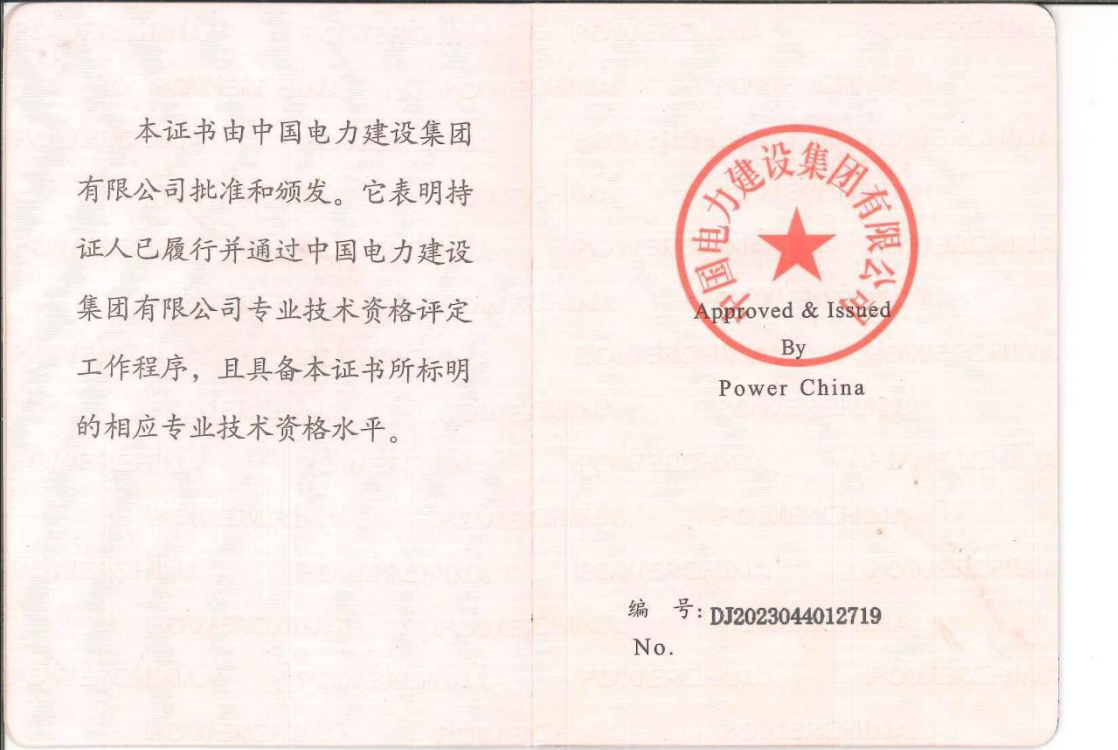 本证书由中国电力建设集团
有限公司批准和颁发。它表明持
证人已履行并通过中国电力建设
集团有限公司专业技术资格评定
工作程序，且具备本证书所标明
的相应专业技术资格水平。
中国电力建设集团有限公司
Approved & Issued
By
Power China
编 号: DJ2023044012719
No.